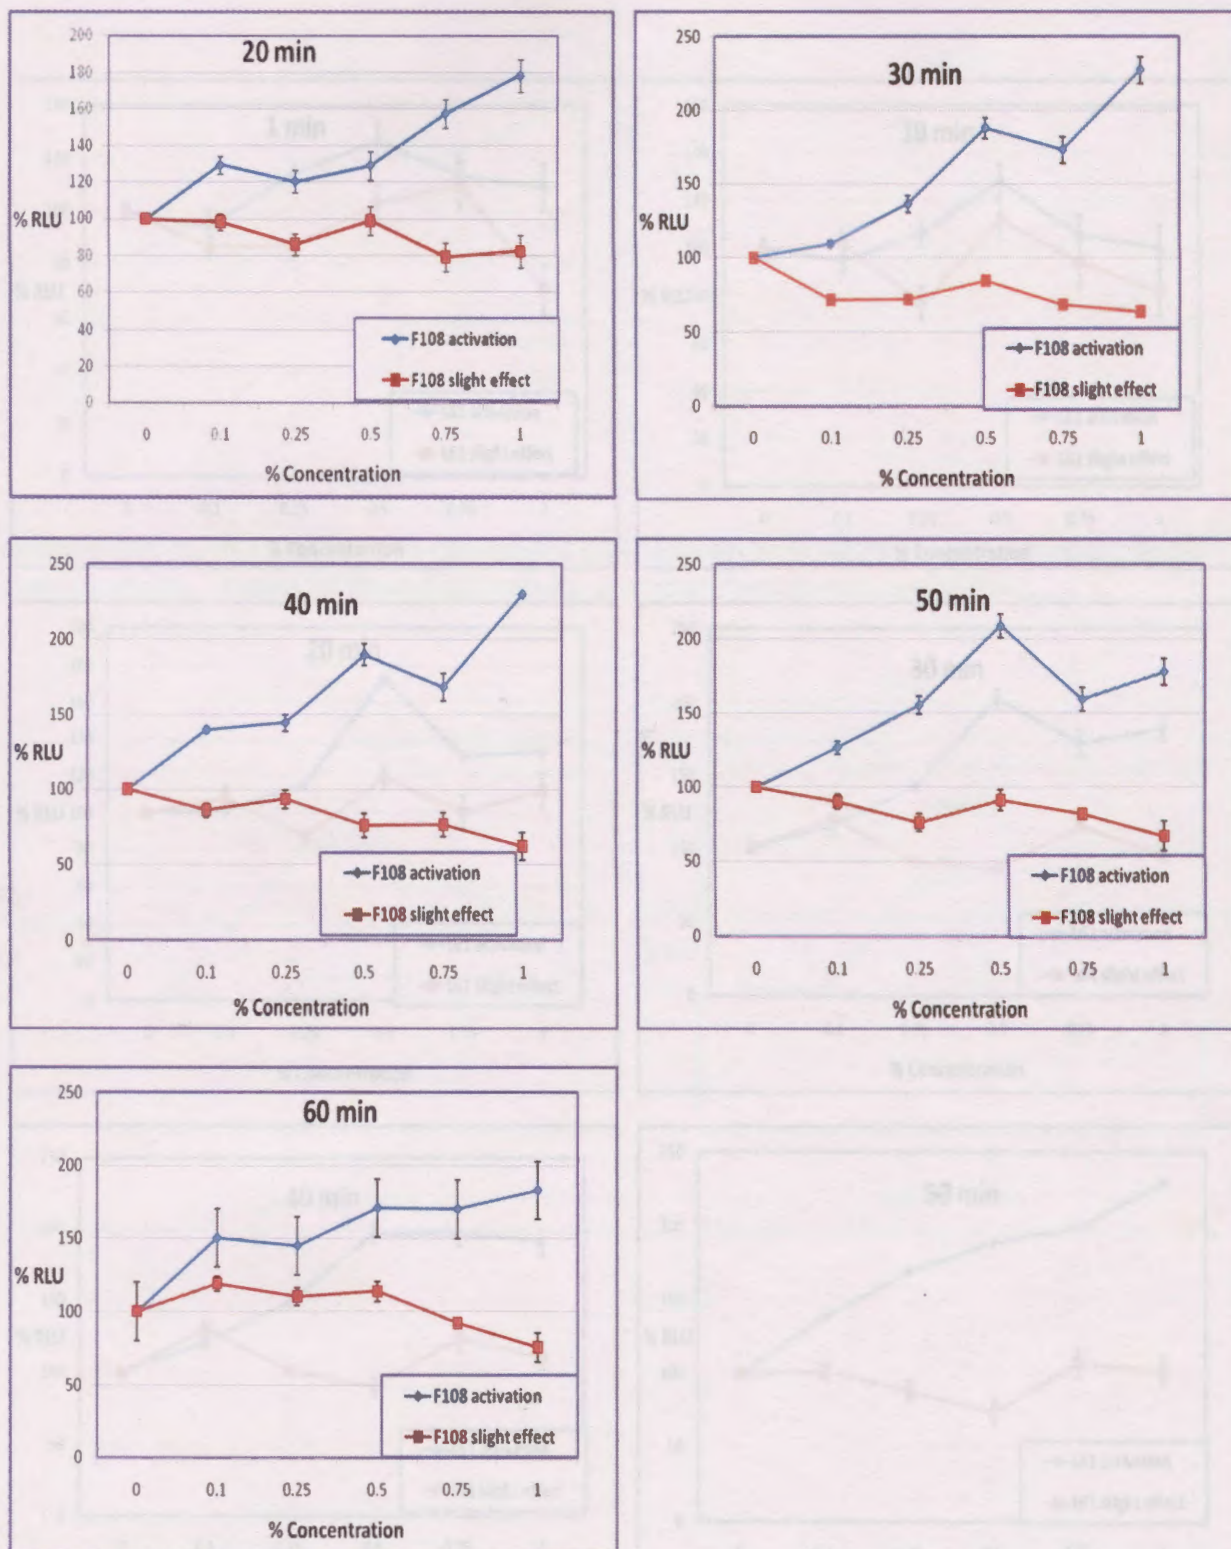 20 min
200
180
160
140
120
% RLU 100
80
60
40
20
0
F108 activation
F108 slight effect
0 0.1 0.25 0.5 0.75 1
% Concentration
30 min
250
200
150
% RLU
100
50
0
F108 activation
F108 slight effect
0 0.1 0.25 0.5 0.75 1
% Concentration
40 min
250
200
150
% RLU
100
50
0
F108 activation
F108 slight effect
0 0.1 0.25 0.5 0.75 1
% Concentration
50 min
250
200
150
% RLU
100
50
0
F108 activation
F108 slight effect
0 0.1 0.25 0.5 0.75 1
% Concentration
60 min
250
200
150
% RLU
100
50
0
F108 activation
F108 slight effect
0 0.1 0.25 0.5 0.75 1
% Concentration